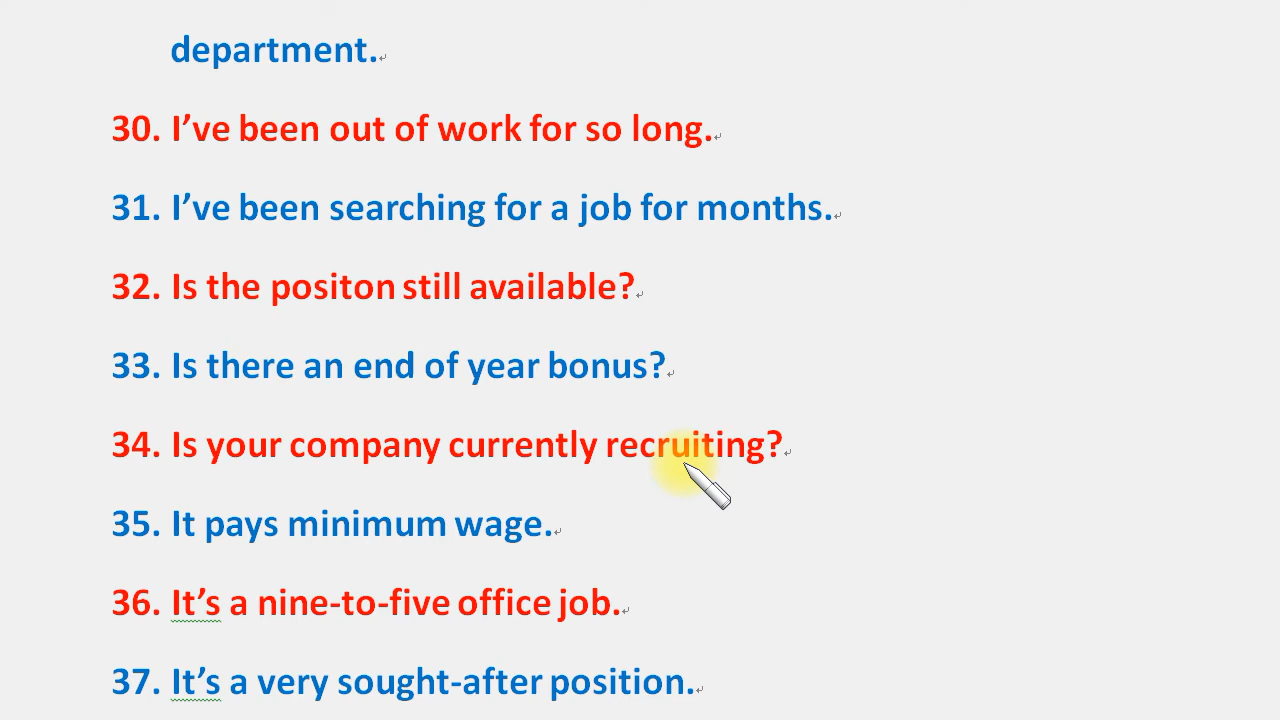 department.
30. I’ve been out of work for so long.
31. I’ve been searching for a job for months.
32. Is the positon still available?
33. Is there an end of year bonus?
34. Is your company currently recruiting?
35. It pays minimum wage.
36. It’s a nine-to-five office job.
37. It’s a very sought-after position.